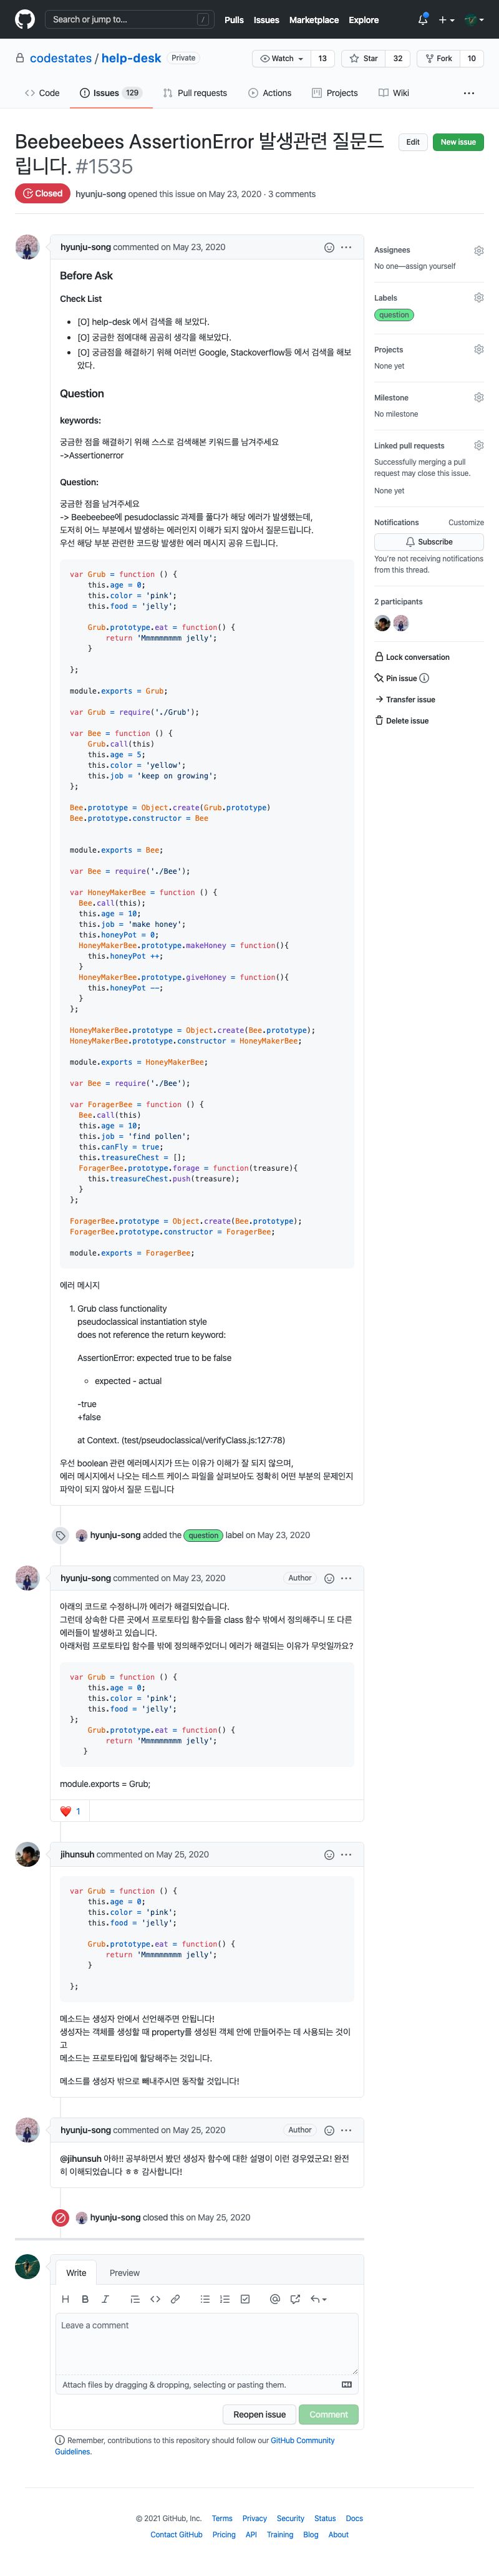 Search or jump to... /
Pulls Issues Marketplace Explore
codestates / help-desk Private
Watch 13 Star 32 Fork 10
Code Issues 129 Pull requests Actions Projects Wiki
Beebeebees AssertionError 발생관련 질문드
립니다. #1535
Edit New issue
Closed hyunju-song opened this issue on May 23, 2020 · 3 comments
hyunju-song commented on May 23, 2020
Before Ask
Check List
• [O] help-desk 에서 검색을 해 보았다.
• [O] 궁금한 점에대해 곰곰히 생각을 해보았다.
• [O] 궁금점을 해결하기 위해 여러번 Google, Stackoverflow등 에서 검색을 해보
았다.
Question
keywords:
궁금한 점을 해결하기 위해 스스로 검색해본 키워드를 남겨주세요
->Assertionerror
Question:
궁금한 점을 남겨주세요
-> Beebeebee에 pesudoclassic 과제를 풀다가 해당 에러가 발생했는데,
도저히 어느 부분에서 발생하는 에러인지 이해가 되지 않아서 질문드립니다.
우선 해당 부분 관련한 코드랑 발생한 에러 메시지 공유 드립니다.
var Grub = function () {
this.age = 0;
this.color = 'pink';
this.food = 'jelly';
Grub.prototype.eat = function() {
return 'Mmmmmmmmm jelly';
}
};
module.exports = Grub;
var Grub = require('./Grub');
var Bee = function () {
Grub.call(this)
this.age = 5;
this.color = 'yellow';
this.job = 'keep on growing';
};
Bee.prototype = Object.create(Grub.prototype)
Bee.prototype.constructor = Bee
module.exports = Bee;
var Bee = require('./Bee');
var HoneyMakerBee = function () {
Bee.call(this);
this.age = 10;
this.job = 'make honey';
this.honeyPot = 0;
HoneyMakerBee.prototype.makeHoney = function(){
this.honeyPot ++;
}
HoneyMakerBee.prototype.giveHoney = function(){
this.honeyPot --;
}
};
HoneyMakerBee.prototype = Object.create(Bee.prototype);
HoneyMakerBee.prototype.constructor = HoneyMakerBee;
module.exports = HoneyMakerBee;
var Bee = require('./Bee');
var ForagerBee = function () {
Bee.call(this)
this.age = 10;
this.job = 'find pollen';
this.canFly = true;
this.treasureChest = [];
ForagerBee.prototype.forage = function(treasure){
this.treasureChest.push(treasure);
}
};
ForagerBee.prototype = Object.create(Bee.prototype);
ForagerBee.prototype.constructor = ForagerBee;
module.exports = ForagerBee;
에러 메시지
1. Grub class functionality
pseudoclassical instantiation style
does not reference the return keyword:
AssertionError: expected true to be false
◦ expected - actual
-true
+false
at Context. (test/pseudoclassical/verifyClass.js:127:78)
우선 boolean 관련 에러메시지가 뜨는 이유가 이해가 잘 되지 않으며,
에러 메시지에서 나오는 테스트 케이스 파일을 살펴보아도 정확히 어떤 부분의 문제인지
파악이 되지 않아서 질문 드립니다
Assignees
No one—assign yourself
Labels
question
Projects
None yet
Milestone
No milestone
Linked pull requests
Successfully merging a pull
request may close this issue.
None yet
Notifications Customize
Subscribe
You're not receiving notifications
from this thread.
2 participants
Lock conversation
Pin issue
Transfer issue
Delete issue
hyunju-song added the question label on May 23, 2020
hyunju-song commented on May 23, 2020 Author
아래의 코드로 수정하니까 에러가 해결되었습니다.
그런데 상속한 다른 곳에서 프로토타입 함수들을 class 함수 밖에서 정의해주니 또 다른
에러들이 발생하고 있습니다.
아래처럼 프로토타입 함수를 밖에 정의해주었더니 에러가 해결되는 이유가 무엇일까요?
var Grub = function () {
this.age = 0;
this.color = 'pink';
this.food = 'jelly';
};
Grub.prototype.eat = function() {
return 'Mmmmmmmmm jelly';
}
module.exports = Grub;
❤️ 1
jihunsuh commented on May 25, 2020
var Grub = function () {
this.age = 0;
this.color = 'pink';
this.food = 'jelly';
Grub.prototype.eat = function() {
return 'Mmmmmmmmm jelly';
}
};
메소드는 생성자 안에서 선언해주면 안됩니다!
생성자는 객체를 생성할 때 property를 생성된 객체 안에 만들어주는 데 사용되는 것이
고
메소드는 프로토타입에 할당해주는 것입니다.
메소드를 생성자 밖으로 빼내주시면 동작할 것입니다!
hyunju-song commented on May 25, 2020 Author
@jihunsuh 아하!! 공부하면서 봤던 생성자 함수에 대한 설명이 이런 경우였군요! 완전
히 이해되었습니다 ㅎㅎ 감사합니다!
hyunju-song closed this on May 25, 2020
Write Preview
Leave a comment
Attach files by dragging & dropping, selecting or pasting them.
Reopen issue Comment
Remember, contributions to this repository should follow our GitHub Community
Guidelines.
© 2021 GitHub, Inc. Terms Privacy Security Status Docs
Contact GitHub Pricing API Training Blog About